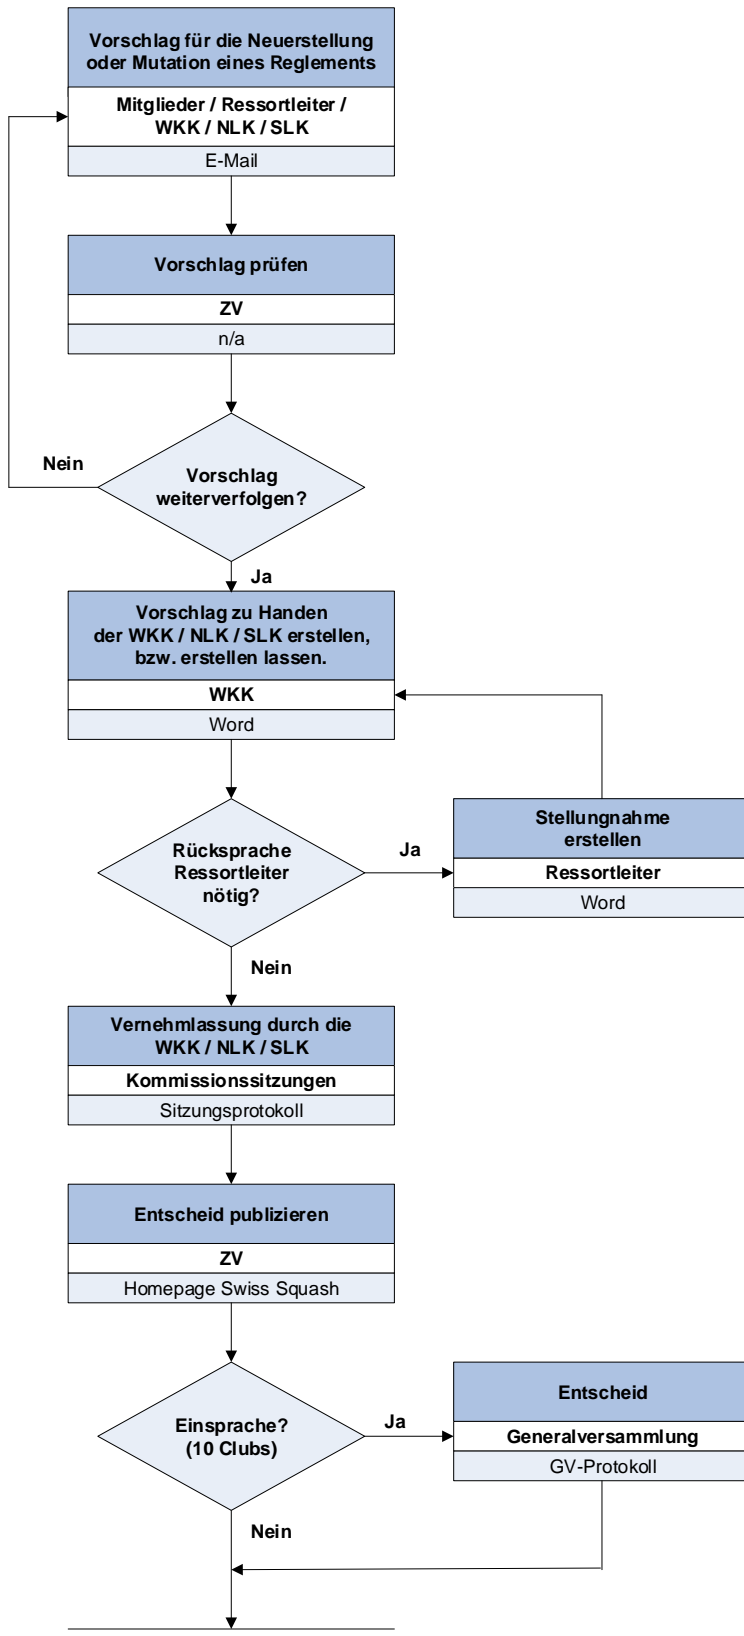 Vorschlag für die Neuerstellung
oder Mutation eines Reglements
Mitglieder / Ressortleiter /
WKK / NLK / SLK
E-Mail
Vorschlag prüfen
ZV
n/a
Nein
Vorschlag
weiterverfolgen?
Ja
Vorschlag zu Handen
der WKK / NLK / SLK erstellen,
bzw. erstellen lassen.
WKK
Word
Rücksprache
Ressortleiter
nötig?
Ja
Stellungnahme
erstellen
Ressortleiter
Word
Nein
Vernehmlassung durch die
WKK / NLK / SLK
Kommissionssitzungen
Sitzungsprotokoll
Entscheid publizieren
ZV
Homepage Swiss Squash
Einsprache?
(10 Clubs)
Ja
Entscheid
Generalversammlung
GV-Protokoll
Nein